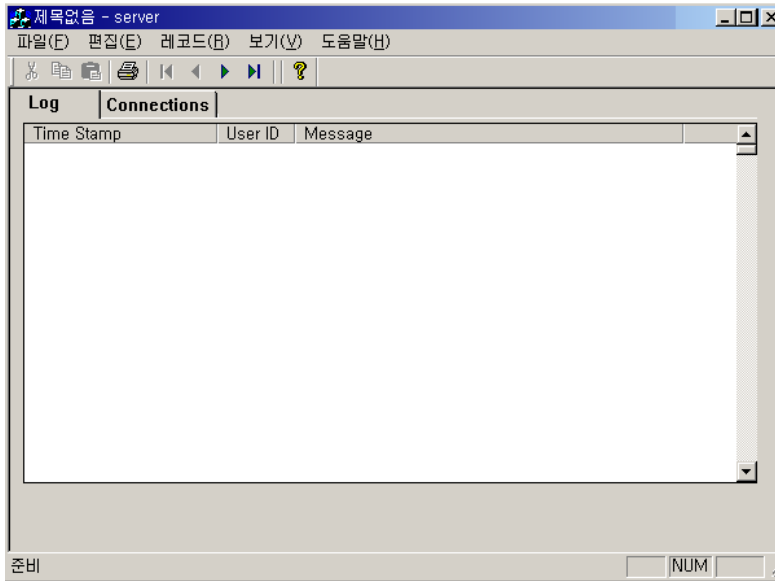 제목없음 - server
파일(F) 편집(E) 레코드(R) 보기(V) 도움말(H)
Log Connections
Time Stamp User ID Message
준비 NUM